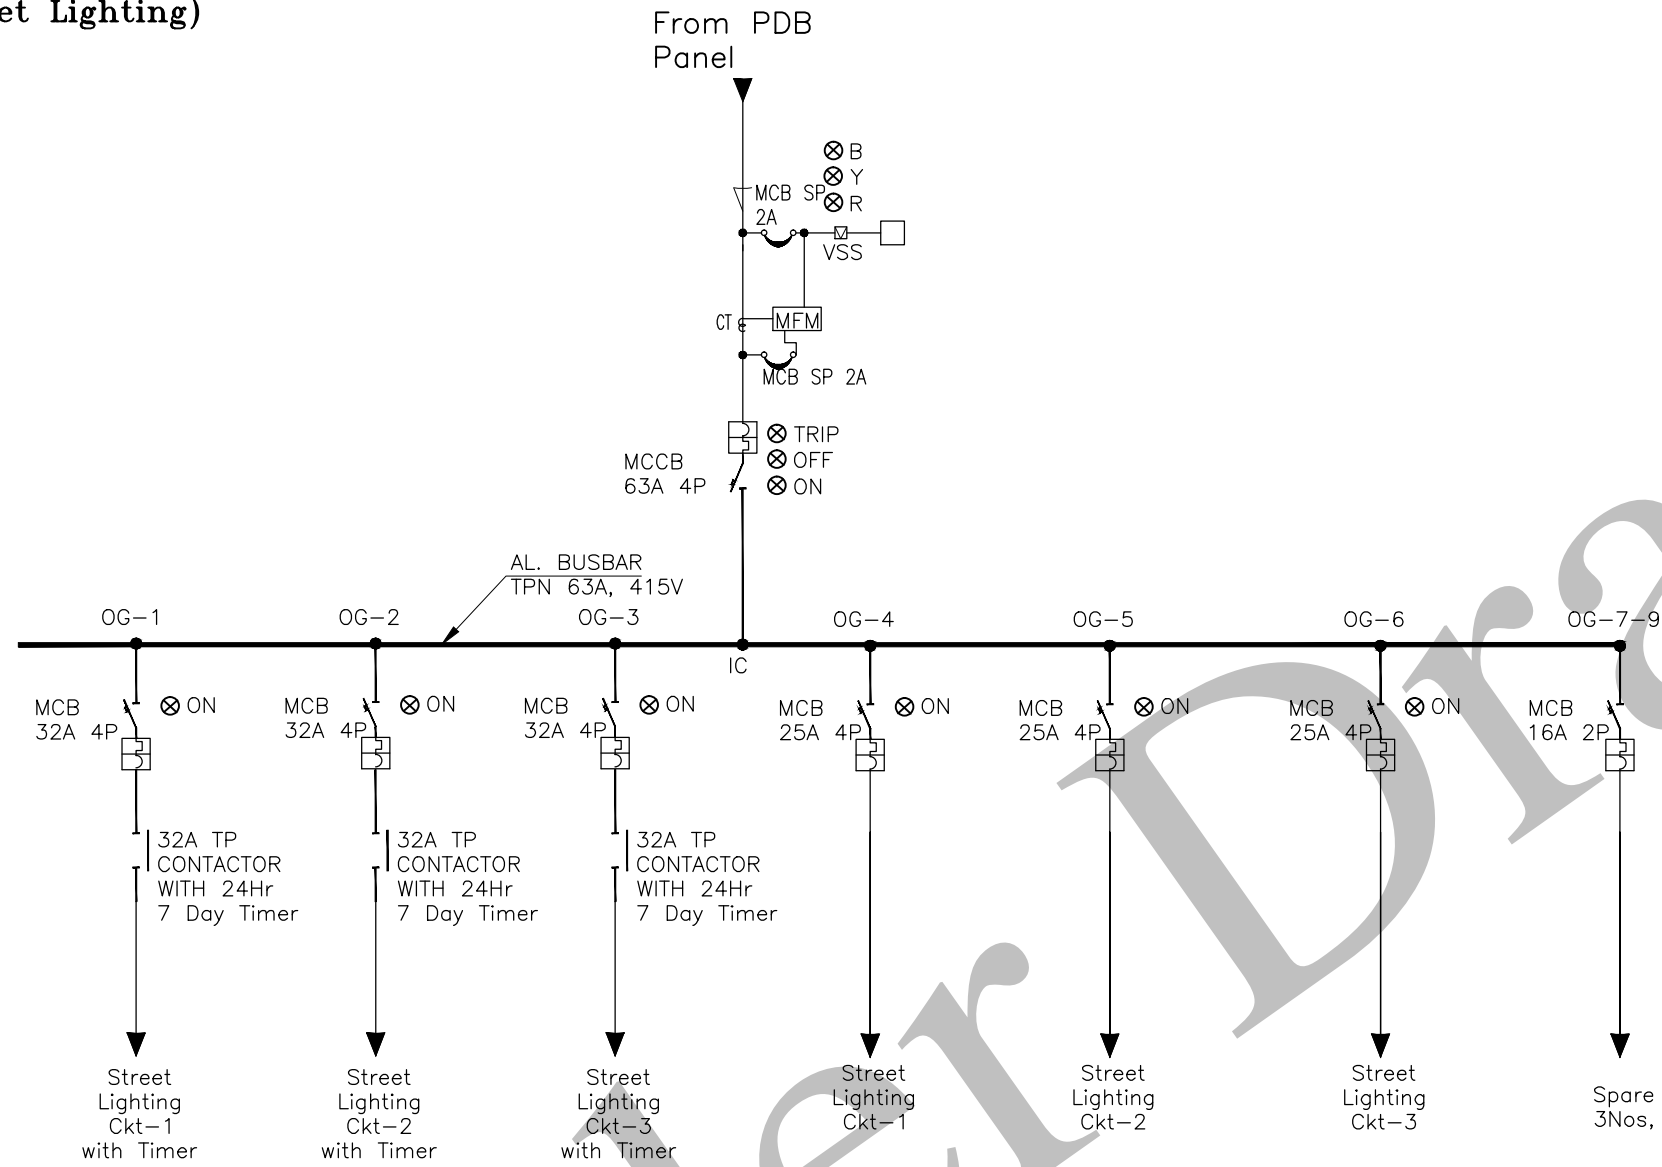 et Lighting)
From PDB
Panel
B
Y
R
MCB SP
2A
VSS
CT
MFM
MCB SP 2A
TRIP
OFF
ON
MCCB
63A 4P
AL. BUSBAR
TPN 63A, 415V
OG-1
OG-2
OG-3
OG-4
OG-5
OG-6
OG-7-9
IC
MCB
32A 4P
ON
MCB
32A 4P
ON
MCB
32A 4P
ON
MCB
25A 4P
ON
MCB
25A 4P
ON
MCB
25A 4P
ON
MCB
16A 2P
32A TP
CONTACTOR
WITH 24Hr
7 Day Timer
32A TP
CONTACTOR
WITH 24Hr
7 Day Timer
32A TP
CONTACTOR
WITH 24Hr
7 Day Timer
Street
Lighting
Ckt-1
with Timer
Street
Lighting
Ckt-2
with Timer
Street
Lighting
Ckt-3
with Timer
Street
Lighting
Ckt-1
Street
Lighting
Ckt-2
Street
Lighting
Ckt-3
Spare
3Nos,